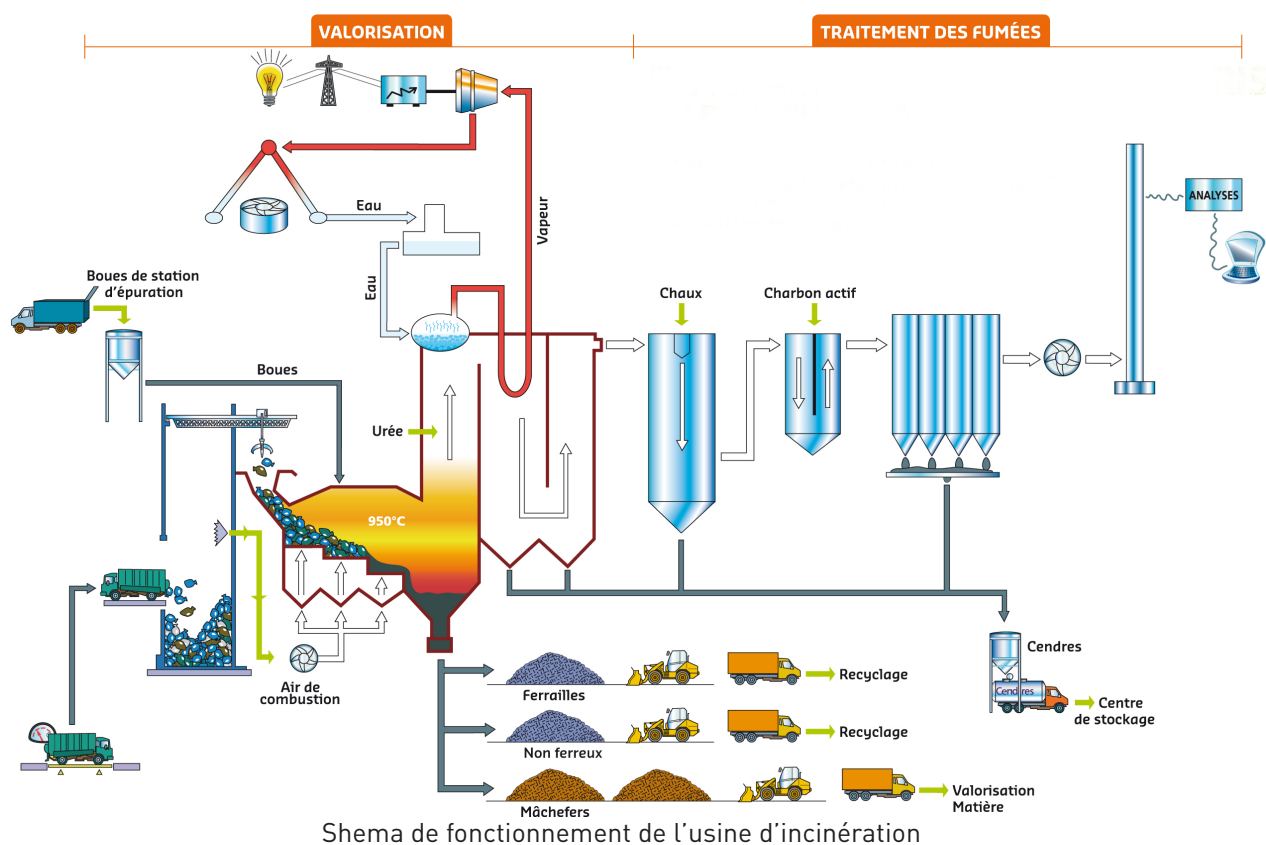 VALORISATION
TRAITEMENT DES FUMÉES
Eau
Vapeur
ANALYSES
Boues de station
d'épuration
Eau
Chaux
Charbon actif
Boues
Urée
950°C
Air de
combustion
Ferrailles
Recyclage
Non ferreux
Recyclage
Mâchefers
Valorisation
Matière
Cendres
Cendres
Centre
de stockage
Shema de fonctionnement de l'usine d'incinération